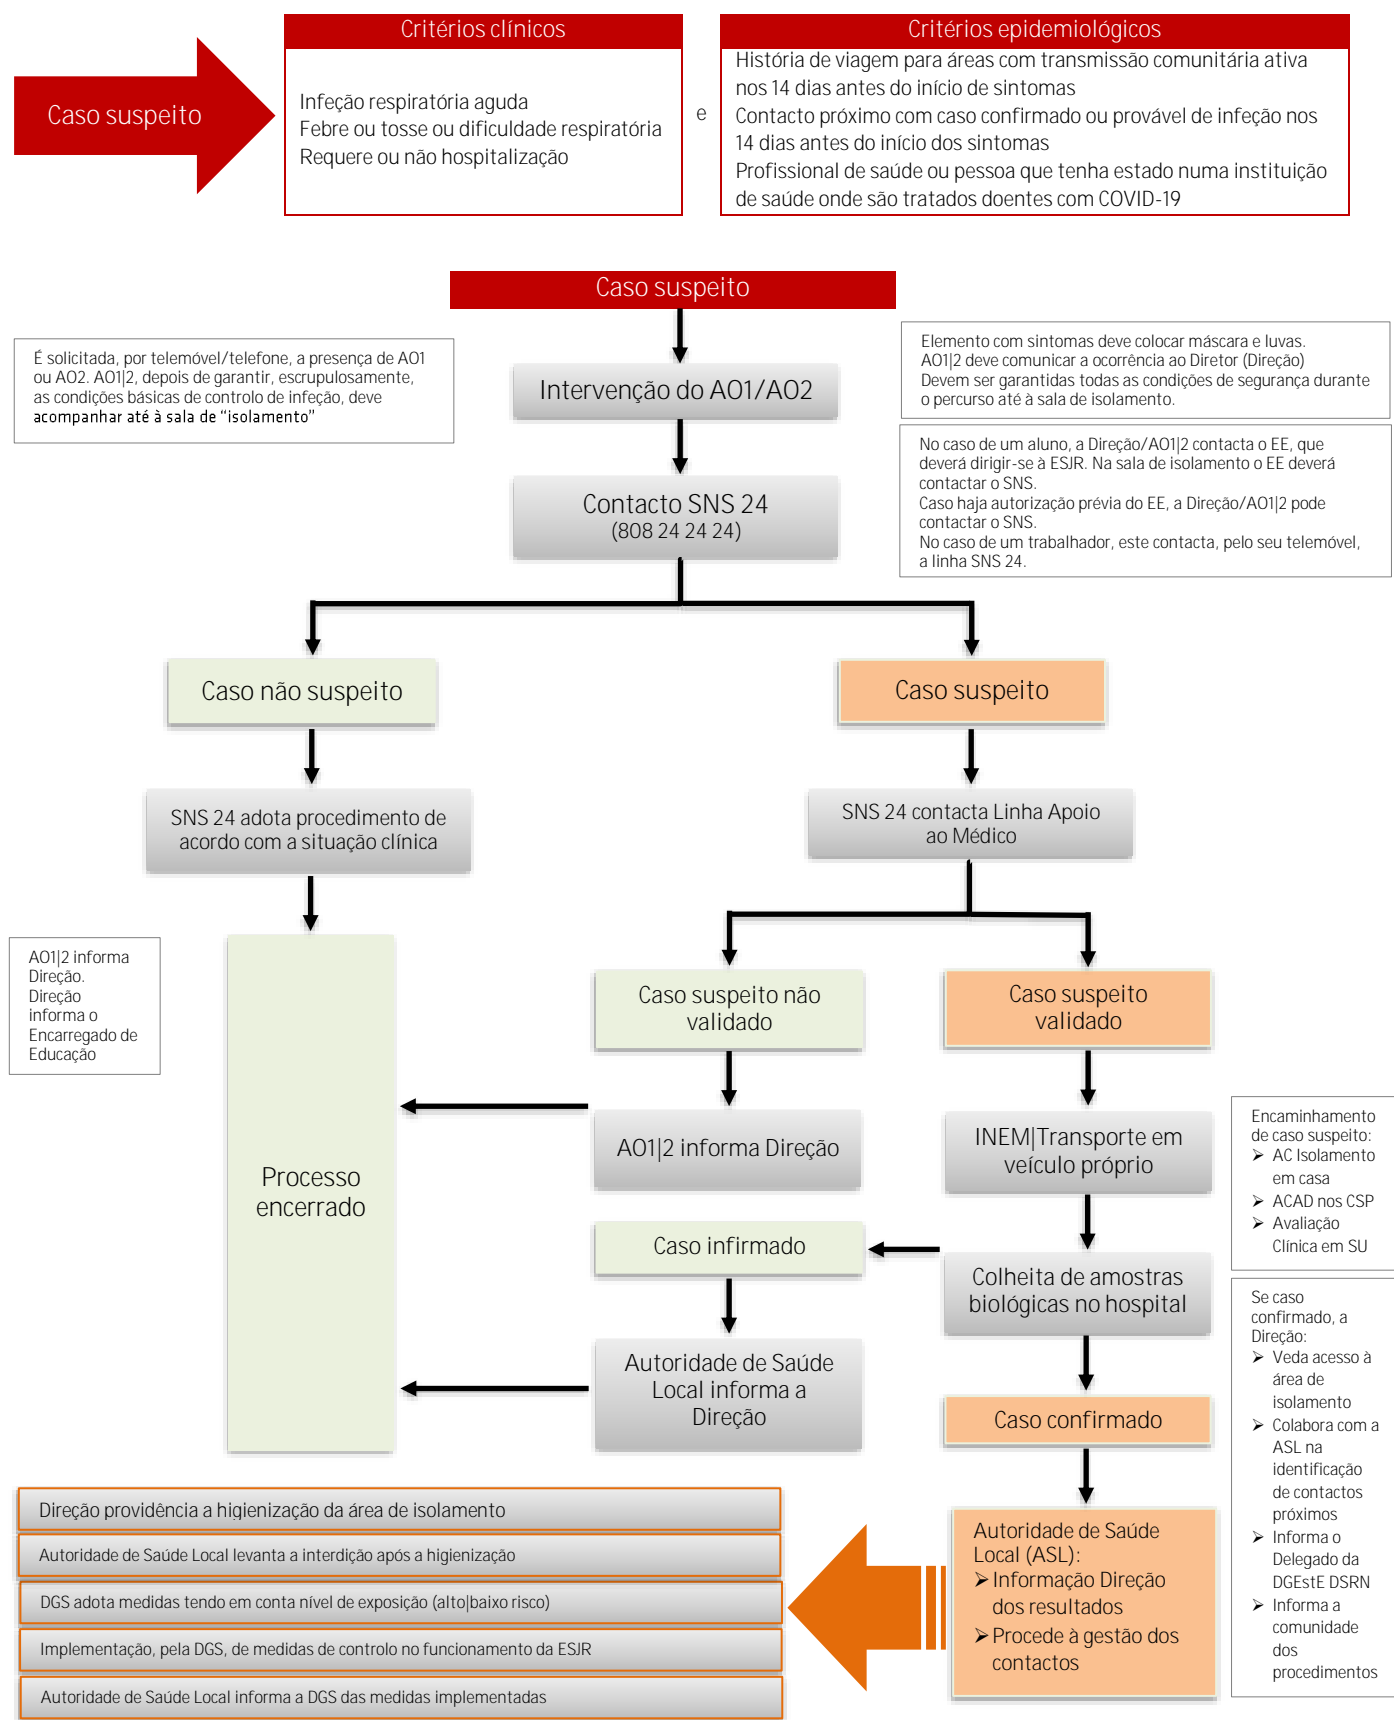 Caso suspeito
Critérios clínicos
Infeção respiratória aguda
Febre ou tosse ou dificuldade respiratória
Requere ou não hospitalização
e
Critérios epidemiológicos
História de viagem para áreas com transmissão comunitária ativa
nos 14 dias antes do início de sintomas
Contacto próximo com caso confirmado ou provável de infeção nos
14 dias antes do início dos sintomas
Profissional de saúde ou pessoa que tenha estado numa instituição
de saúde onde são tratados doentes com COVID-19
Caso suspeito
É solicitada, por telemóvel/telefone, a presença de AO1
ou AO2. AO1|2, depois de garantir, escrupulosamente,
as condições básicas de controlo de infeção, deve
acompanhar até à sala de “isolamento”
Intervenção do AO1/AO2
Elemento com sintomas deve colocar máscara e luvas.
AO1|2 deve comunicar a ocorrência ao Diretor (Direção)
Devem ser garantidas todas as condições de segurança durante
o percurso até à sala de isolamento.
Contacto SNS 24
(808 24 24 24)
No caso de um aluno, a Direção/AO1|2 contacta o EE, que
deverá dirigir-se à ESJR. Na sala de isolamento o EE deverá
contactar o SNS.
Caso haja autorização prévia do EE, a Direção/AO1|2 pode
contactar o SNS.
No caso de um trabalhador, este contacta, pelo seu telemóvel,
a linha SNS 24.
Caso não suspeito
Caso suspeito
SNS 24 adota procedimento de
acordo com a situação clínica
SNS 24 contacta Linha Apoio
ao Médico
AO1|2 informa
Direção.
Direção
informa o
Encarregado de
Educação
Processo
encerrado
Caso suspeito não
validado
Caso suspeito
validado
AO1|2 informa Direção
INEM|Transporte em
veículo próprio
Encaminhamento
de caso suspeito:
➢ AC Isolamento
em casa
➢ ACAD nos CSP
➢ Avaliação
Clínica em SU
Caso infirmado
Colheita de amostras
biológicas no hospital
Autoridade de Saúde
Local informa a
Direção
Caso confirmado
Se caso
confirmado, a
Direção:
➢ Veda acesso à
área de
isolamento
➢ Colabora com a
ASL na
identificação
de contactos
próximos
➢ Informa o
Delegado da
DGEstE DSRN
➢ Informa a
comunidade
dos
procedimentos
Autoridade de Saúde
Local (ASL):
➢ Informação Direção
dos resultados
➢ Procede à gestão dos
contactos
Direção providência a higienização da área de isolamento
Autoridade de Saúde Local levanta a interdição após a higienização
DGS adota medidas tendo em conta nível de exposição (alto|baixo risco)
Implementação, pela DGS, de medidas de controlo no funcionamento da ESJR
Autoridade de Saúde Local informa a DGS das medidas implementadas